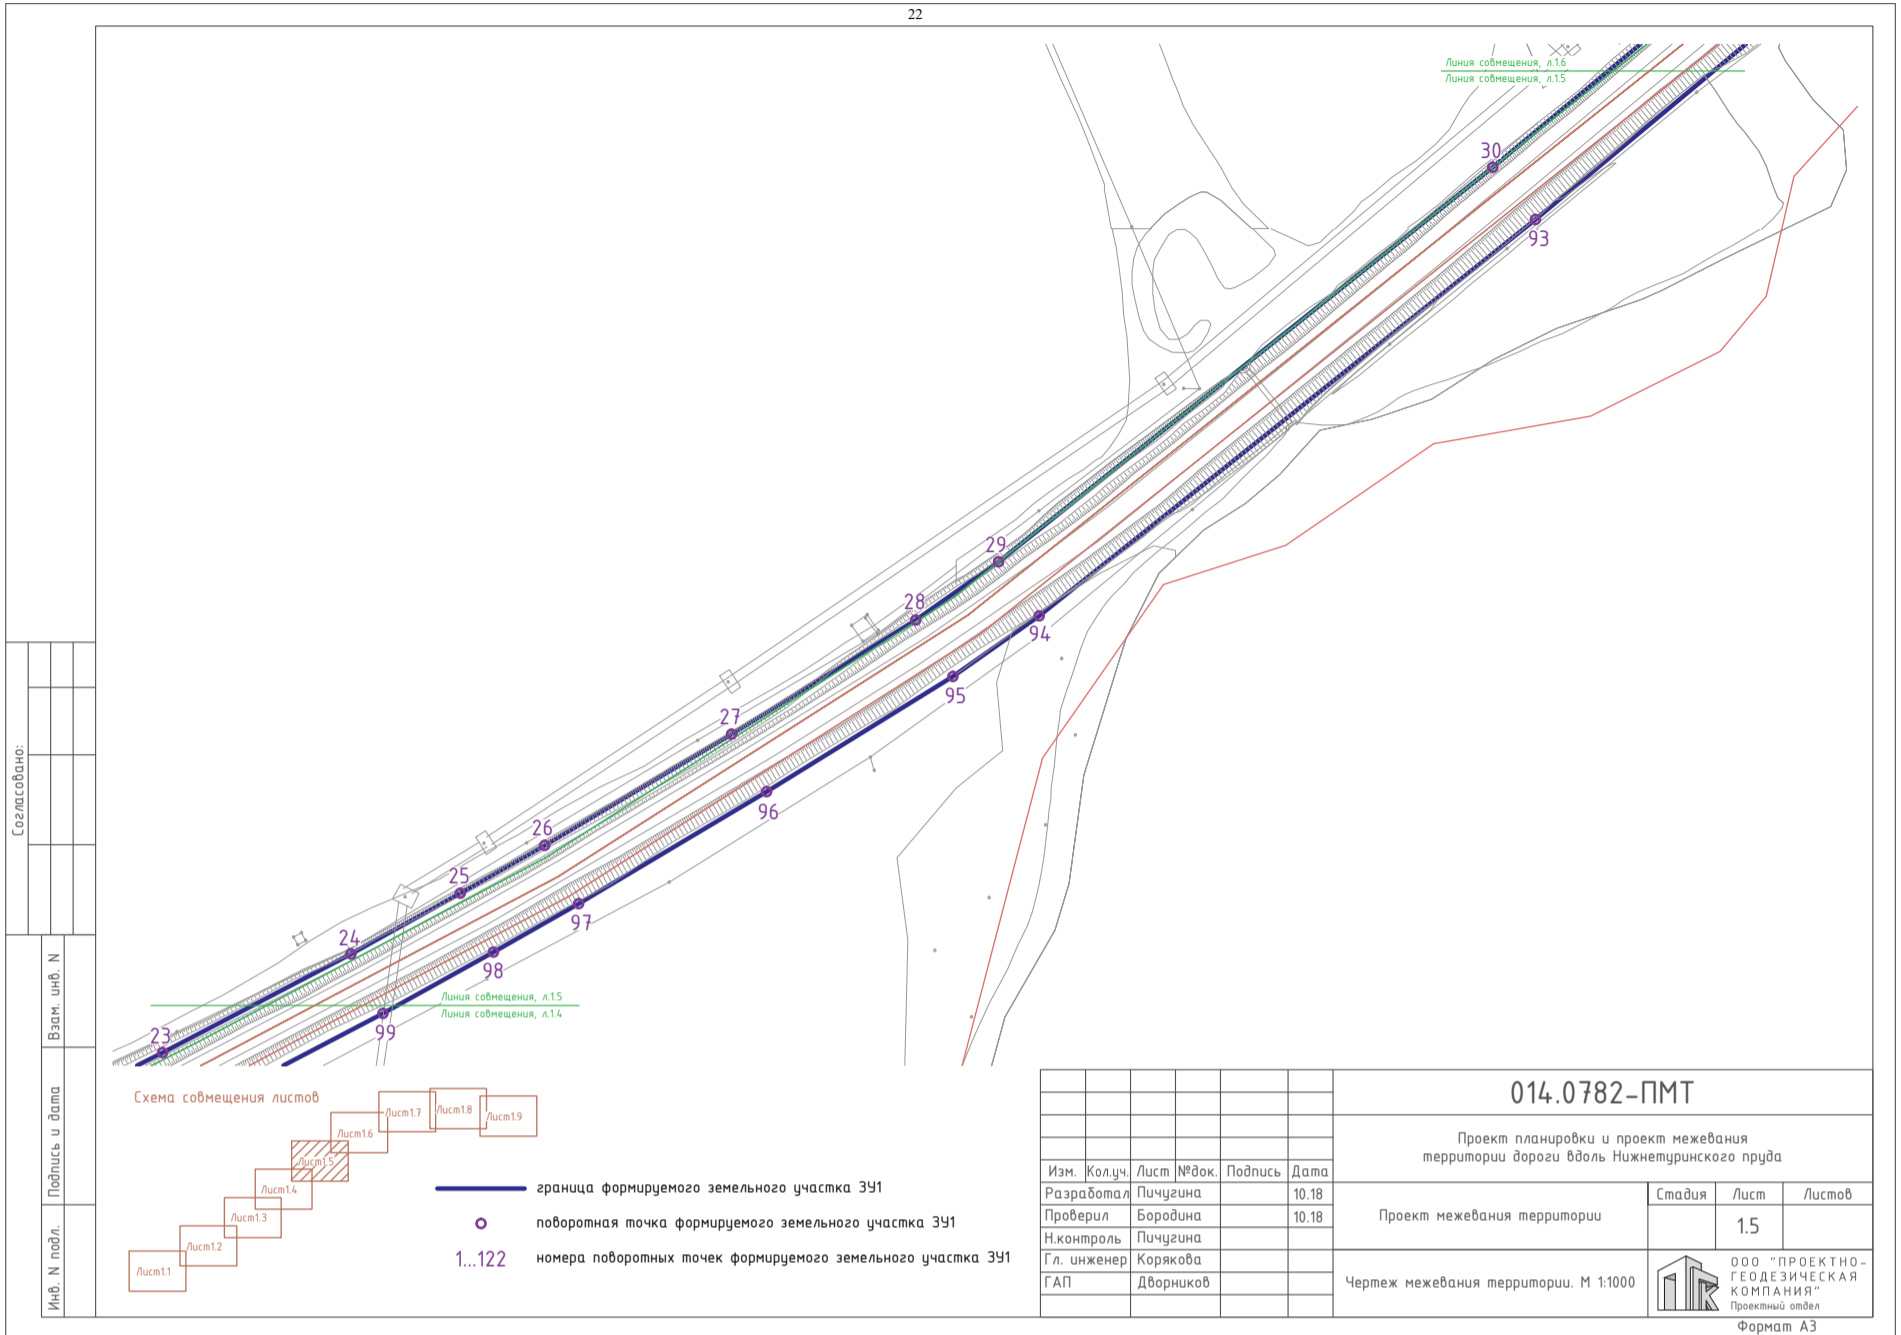 22
Линия совмещения, л.1.6
Линия совмещения, л.1.5
30
93
29
28
94
95
27
96
26
25
97
24
98
Линия совмещения, л.1.5
Линия совмещения, л.1.4
99
23
Согласовано:
Взам. инв. N
Подпись и дата
Инв. N подл.
Схема совмещения листов
Лист1.1
Лист1.2
Лист1.3
Лист1.4
Лист1.5
Лист1.6
Лист1.7
Лист1.8
Лист1.9
граница формируемого земельного участка ЗУ1
поворотная точка формируемого земельного участка ЗУ1
1...122 номера поворотных точек формируемого земельного участка ЗУ1
014.0782-ПМТ
Проект планировки и проект межевания
территории дороги вдоль Нижнетуринского пруда
Изм. Кол.уч. Лист №док. Подпись Дата
Разработал Пичугина 10.18
Проверил Бородина 10.18
Н.контроль Пичугина
Гл. инженер Корякова
ГАП Дворников
Проект межевания территории
Стадия Лист Листов
1.5
Чертеж межевания территории. М 1:1000
ООО "ПРОЕКТНО-
ГЕОДЕЗИЧЕСКАЯ
КОМПАНИЯ"
Проектный отдел
Формат А3